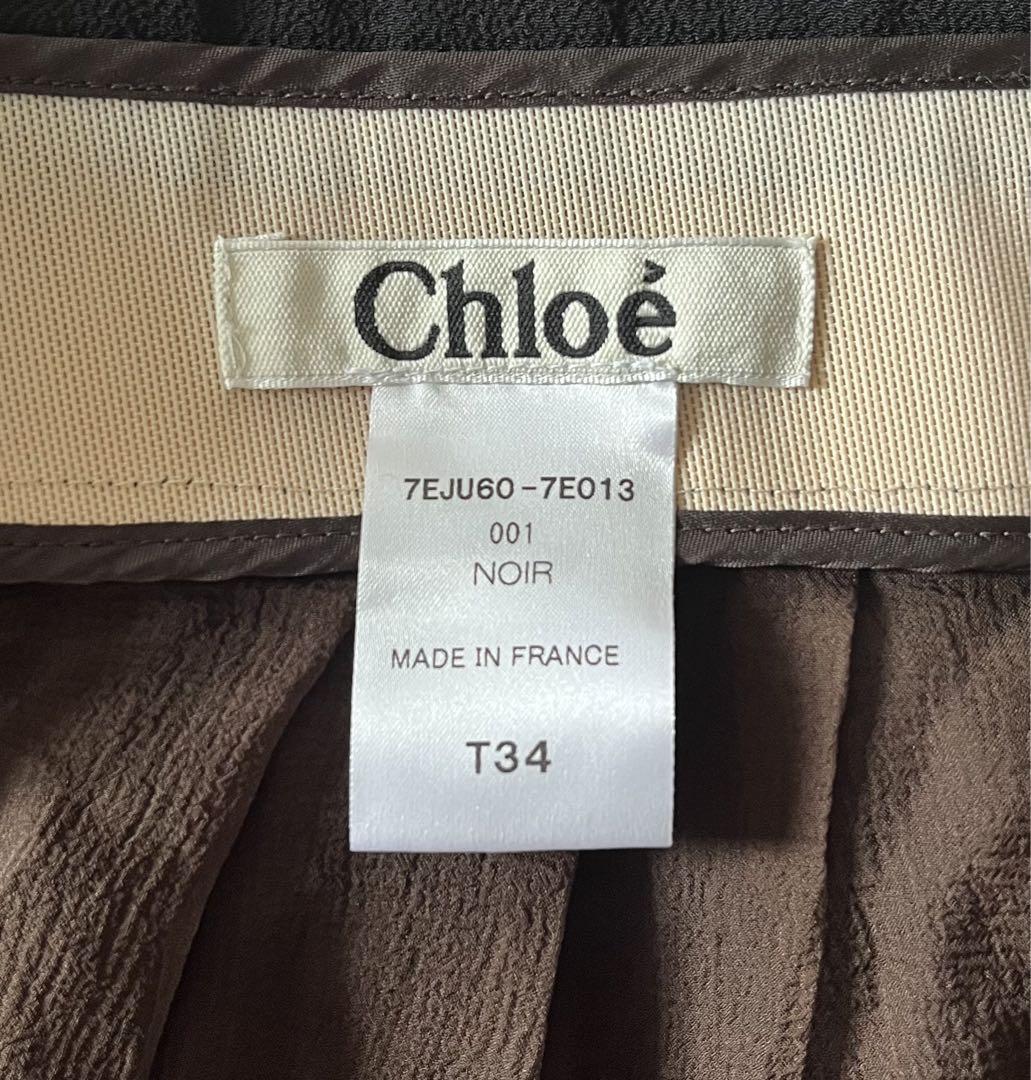 Chloé
7EJU60-7E013
001
NOIR
MADE IN FRANCE
T34